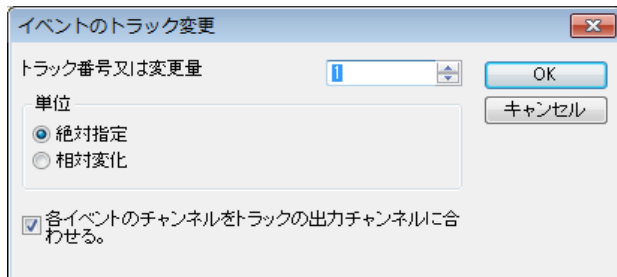 イベントのトラック変更
トラック番号又は変更量
1
OK
単位
キャンセル
絶対指定
相対変化
各イベントのチャンネルをトラックの出力チャンネルに合
わせる。